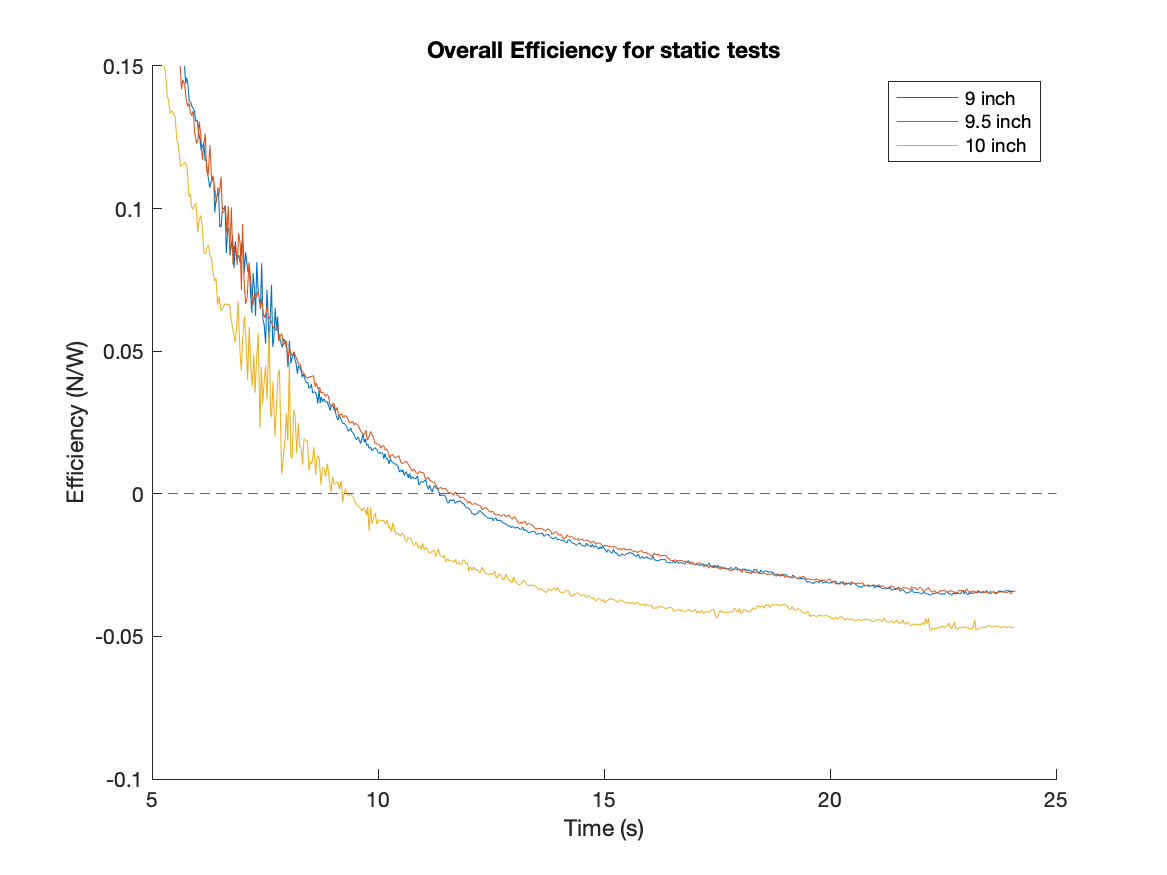 Overall Efficiency for static tests
9 inch
9.5 inch
10 inch
0.15
0.1
0.05
0
-0.05
-0.1
Efficiency (N/W)
5
10
15
20
25
Time (s)